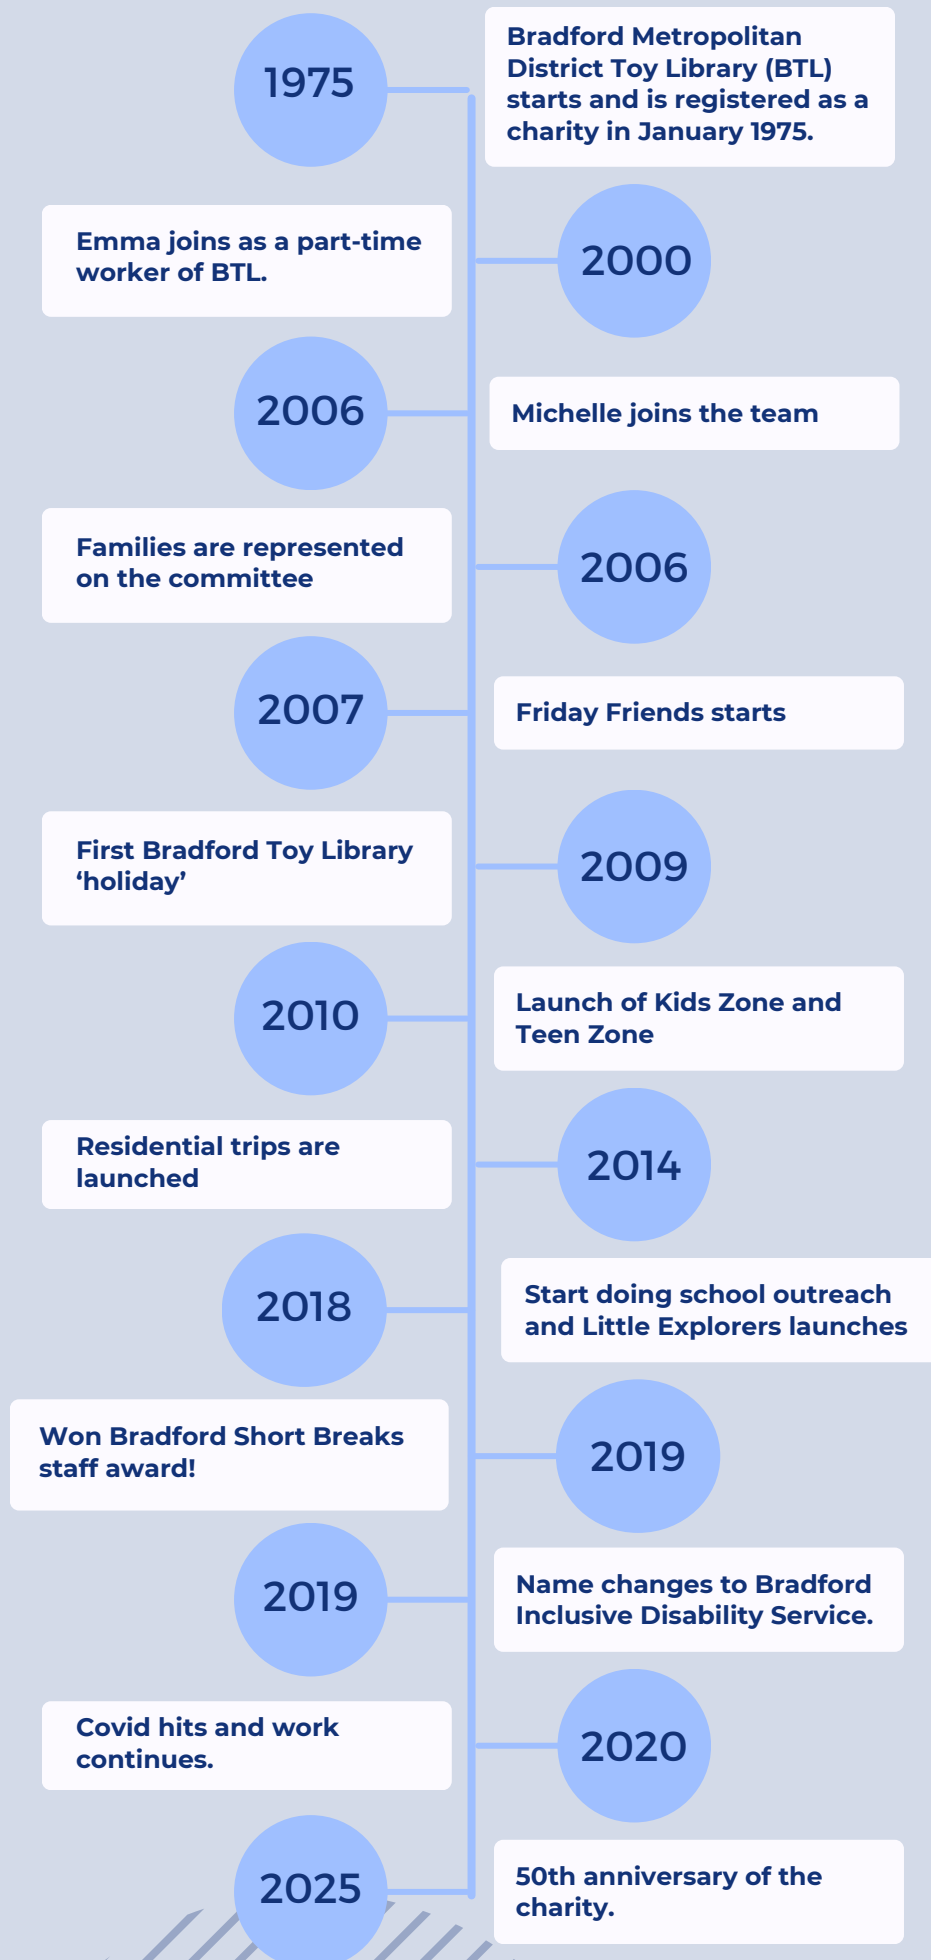 1975
Bradford Metropolitan
District Toy Library (BTL)
starts and is registered as a
charity in January 1975.
2000
Emma joins as a part-time
worker of BTL.
2006
Michelle joins the team
2006
Families are represented
on the committee
2007
Friday Friends starts
2009
First Bradford Toy Library
‘holiday’
2010
Launch of Kids Zone and
Teen Zone
2014
Residential trips are
launched
2018
Start doing school outreach
and Little Explorers launches
2019
Won Bradford Short Breaks
staff award!
2019
Name changes to Bradford
Inclusive Disability Service.
2020
Covid hits and work
continues.
2025
50th anniversary of the
charity.